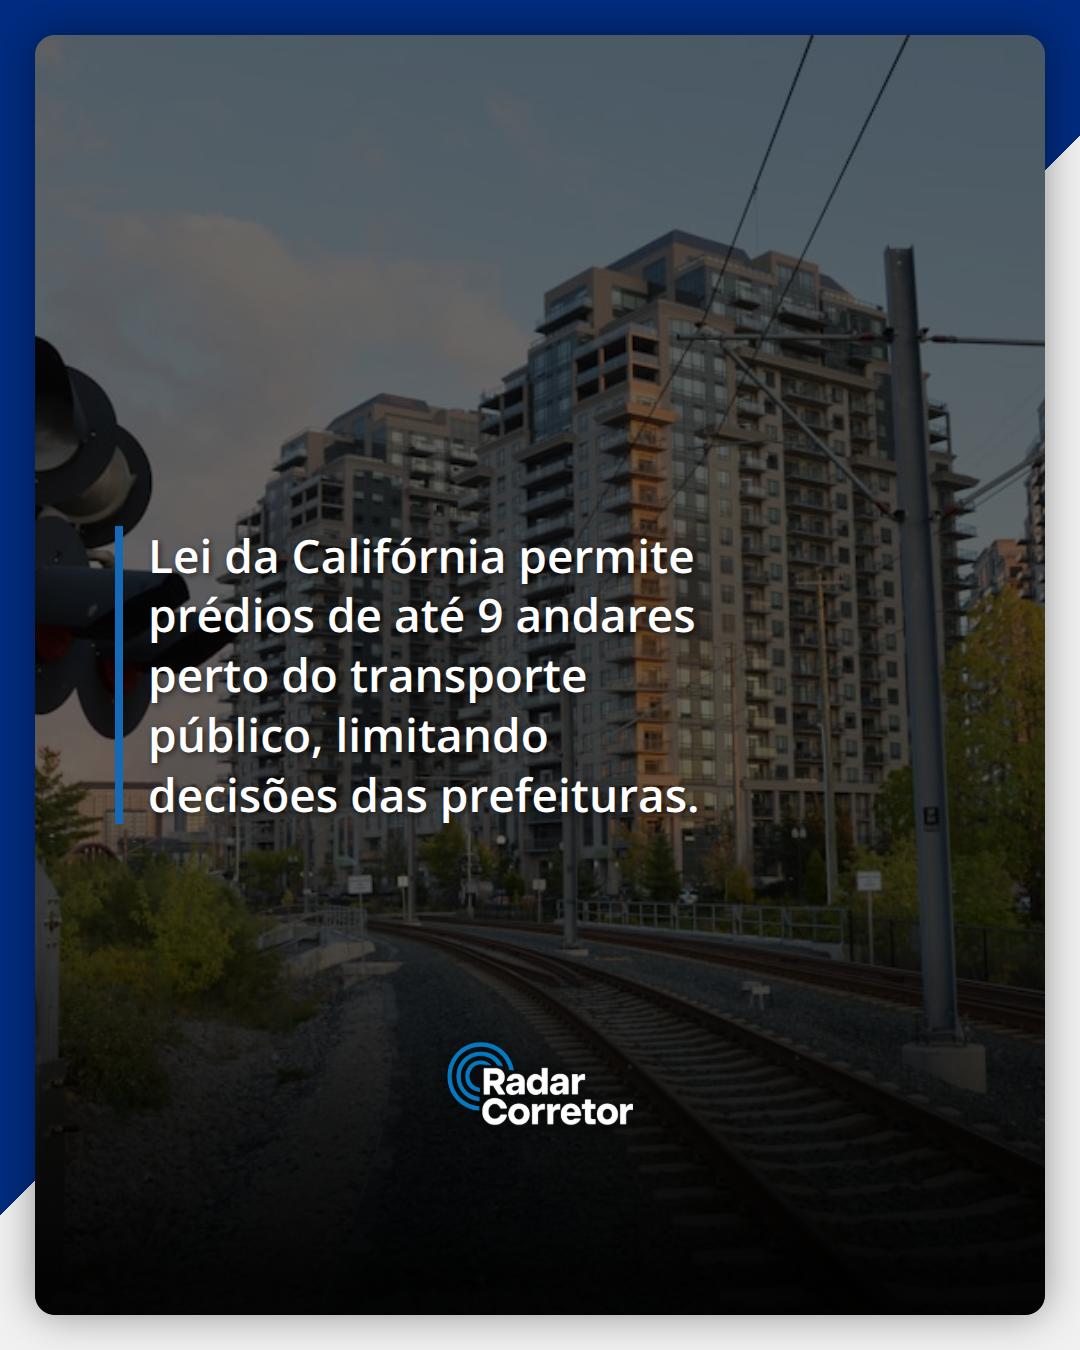 Lei da Califórnia permite
prédios de até 9 andares
perto do transporte
público, limitando
decisões das prefeituras.
Radar
Corretor